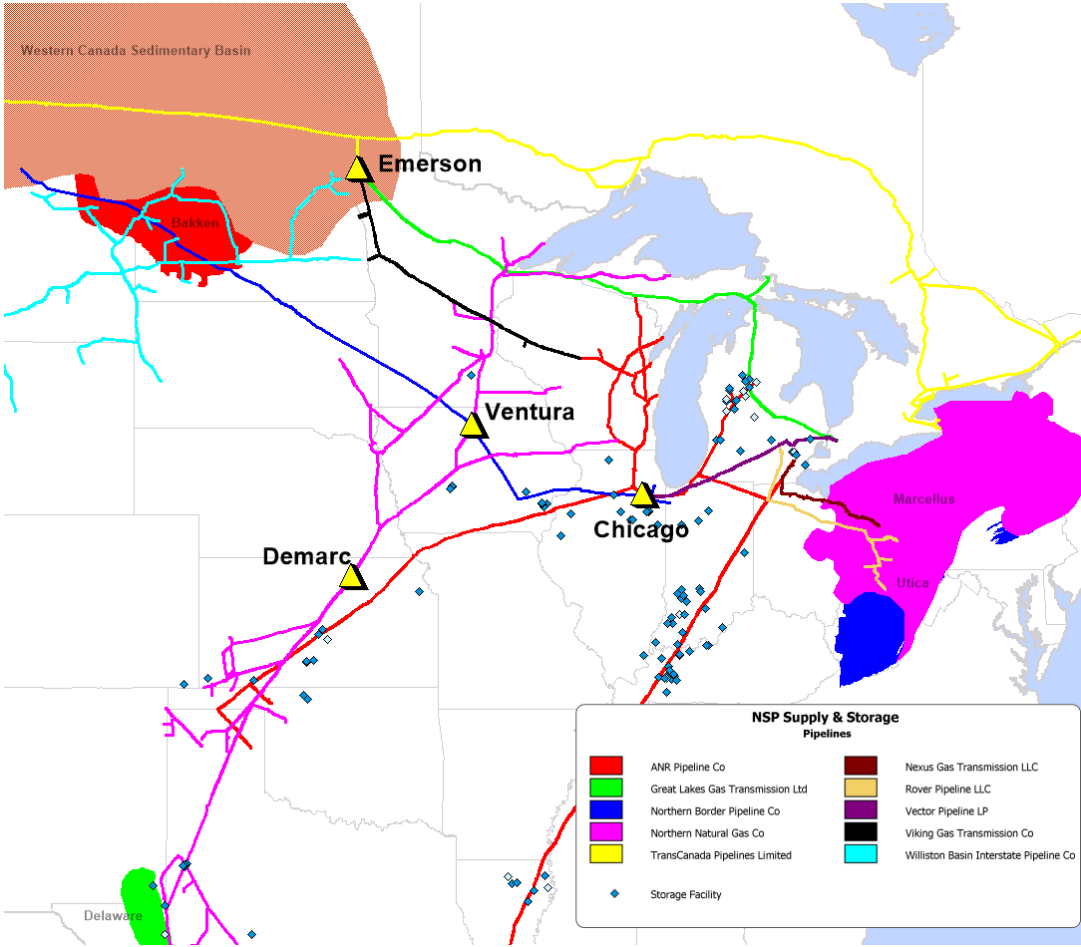 Western Canada Sedimentary Basin
Emerson
Bakken
Ventura
Chicago
Marcellus
Demarc
Utica
Delaware
NSP Supply & Storage
Pipelines
ANR Pipeline Co
Great Lakes Gas Transmission Ltd
Northern Border Pipeline Co
Northern Natural Gas Co
TransCanada Pipelines Limited
Nexus Gas Transmission LLC
Rover Pipeline LLC
Vector Pipeline LP
Viking Gas Transmission Co
Williston Basin Interstate Pipeline Co
Storage Facility